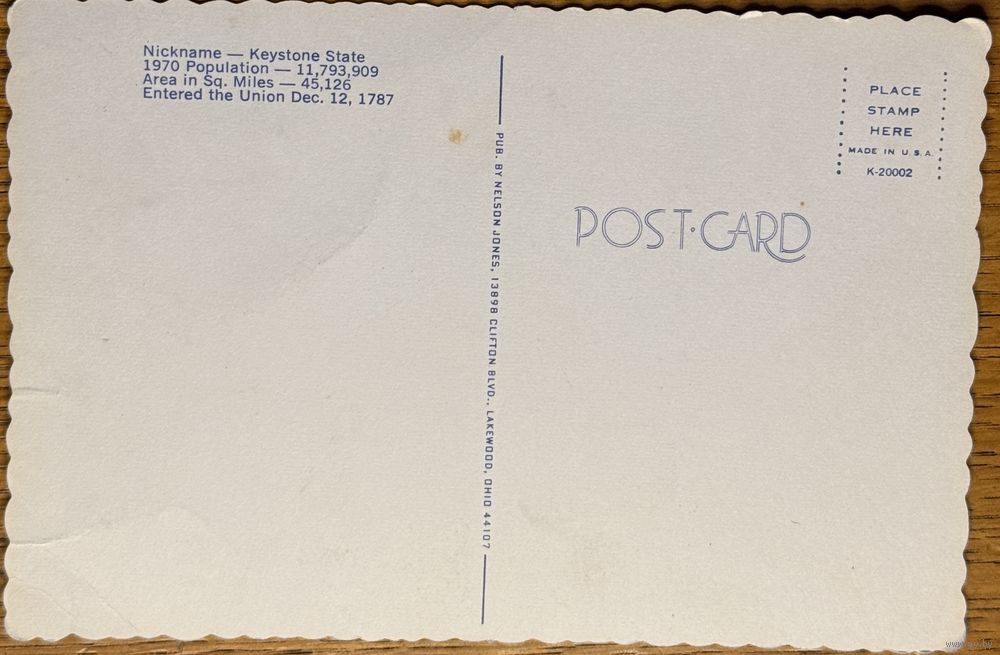 Nickname — Keystone State
1970 Population — 11,793,909
Area in Sq. Miles — 45,126
Entered the Union Dec. 12, 1787
PUB. BY NELSON JONES, 13898 CLIFTON BLVD., LAKEWOOD, OHIO 44107
PLACE
STAMP
HERE
MADE IN U.S.A.
K-20002
POST·CARD